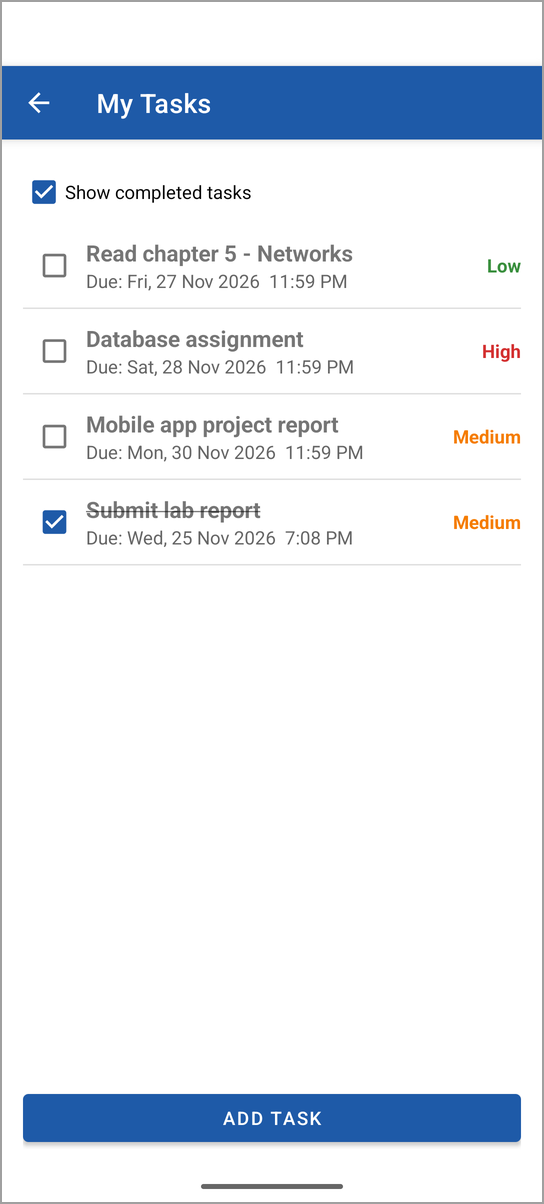 My Tasks
Show completed tasks
Read chapter 5 - Networks
Due: Fri, 27 Nov 2026  11:59 PM
Low
Database assignment
Due: Sat, 28 Nov 2026  11:59 PM
High
Mobile app project report
Due: Mon, 30 Nov 2026  11:59 PM
Medium
Submit lab report
Due: Wed, 25 Nov 2026  7:08 PM
Medium
ADD TASK